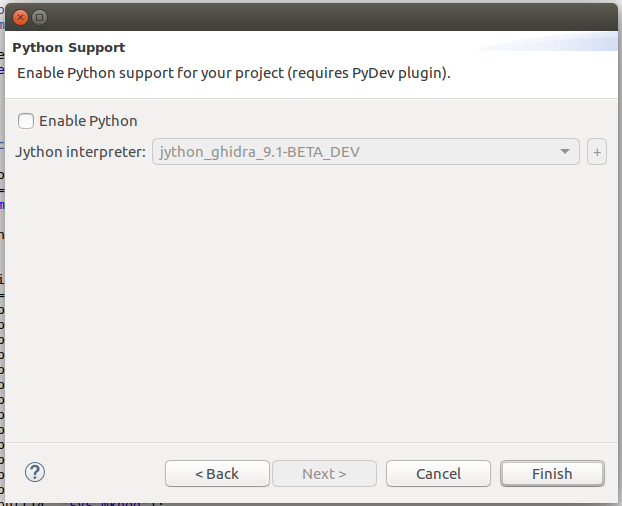 Python Support
Enable Python support for your project (requires PyDev plugin).
Enable Python
Jython interpreter: jython_ghidra_9.1-BETA_DEV +
? < Back Next > Cancel Finish